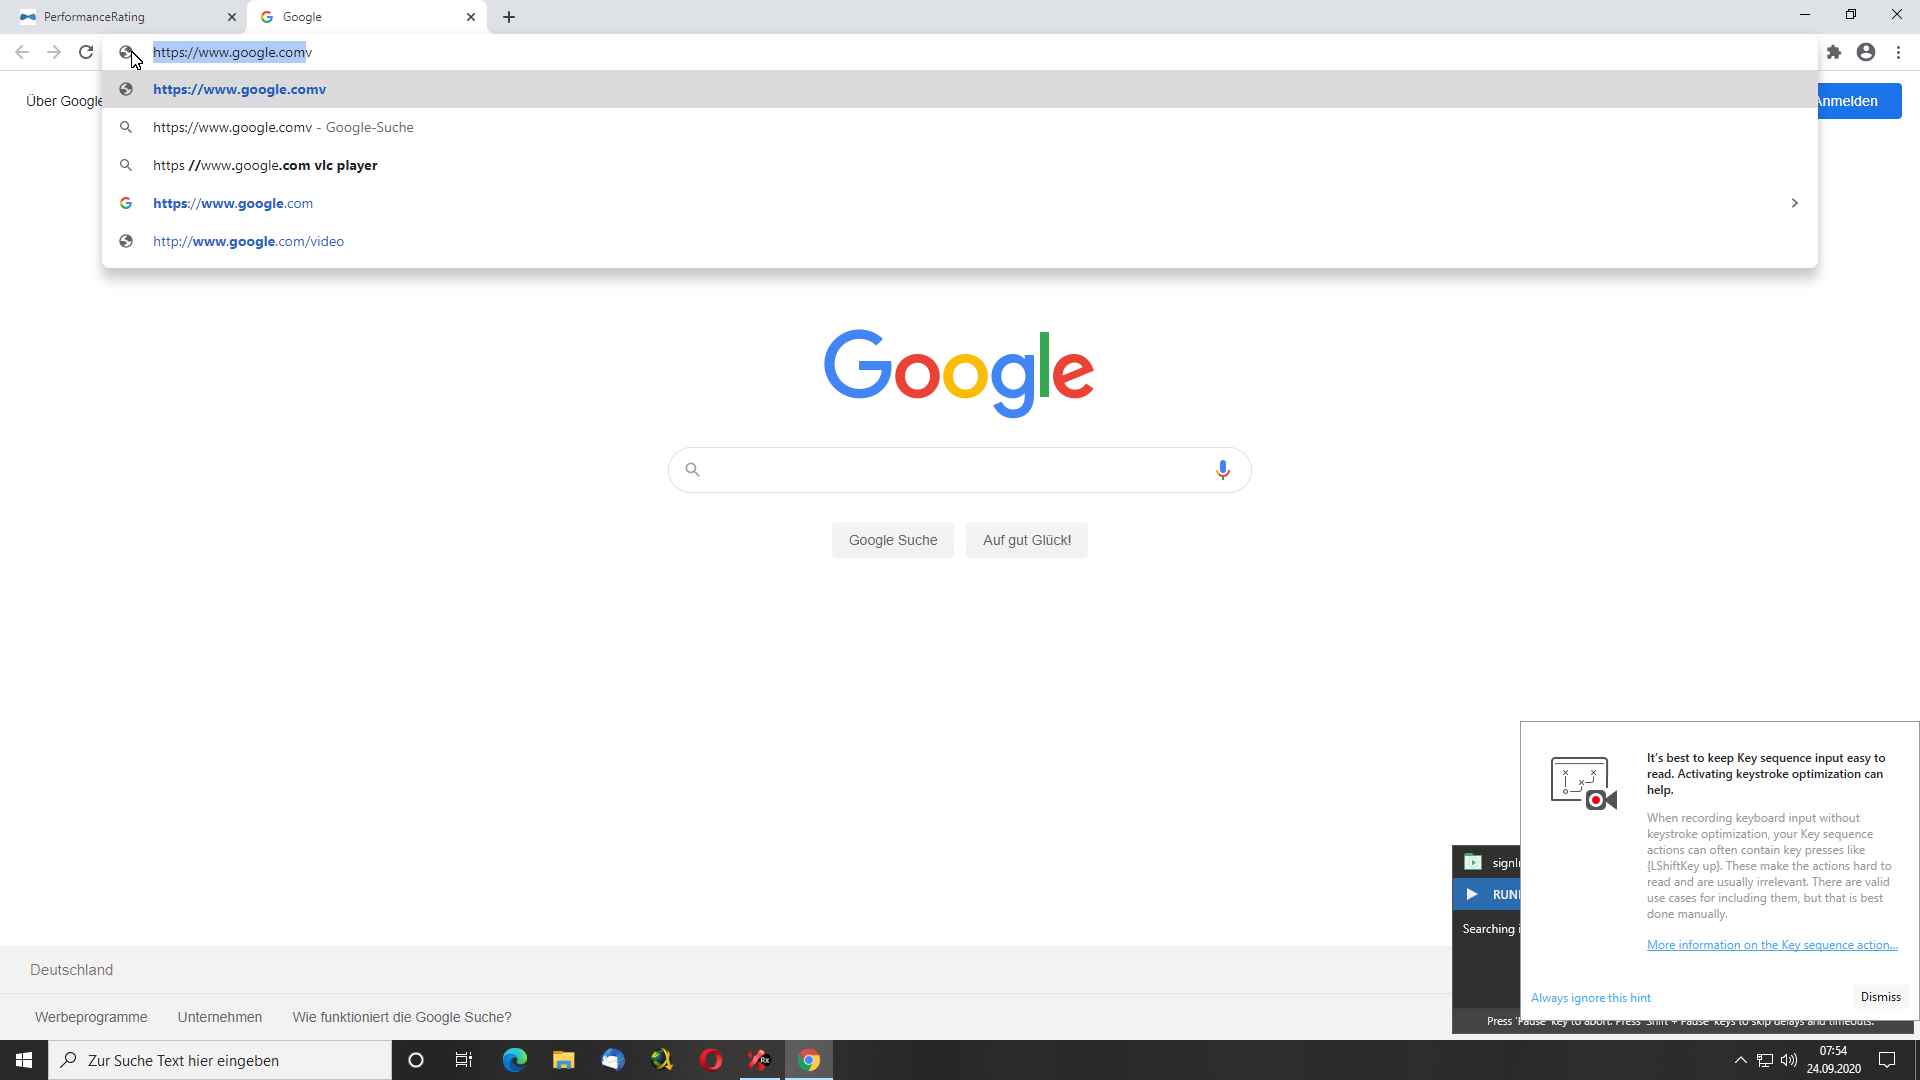 PerformanceRating
Google
https://www.google.comv
https://www.google.comv
https://www.google.comv - Google-Suche
https //www.google.com vlc player
https://www.google.com
http://www.google.com/video
Über Google
Anmelden
Google
Google Suche
Auf gut Glück!
It's best to keep Key sequence input easy to
read. Activating keystroke optimization can
help.
When recording keyboard input without
keystroke optimization, your Key sequence
actions can often contain key presses like
{LShiftKey up}. These make the actions hard to
read and are usually irrelevant. There are valid
use cases for including them, but that is best
done manually.
More information on the Key sequence action...
Always ignore this hint
Dismiss
Searching
Press 'Pause' key to abort. Press 'Shift + Pause' keys to skip delays and timeouts.
Deutschland
Werbeprogramme
Unternehmen
Wie funktioniert die Google Suche?
Zur Suche Text hier eingeben
Rx
07:54
24.09.2020